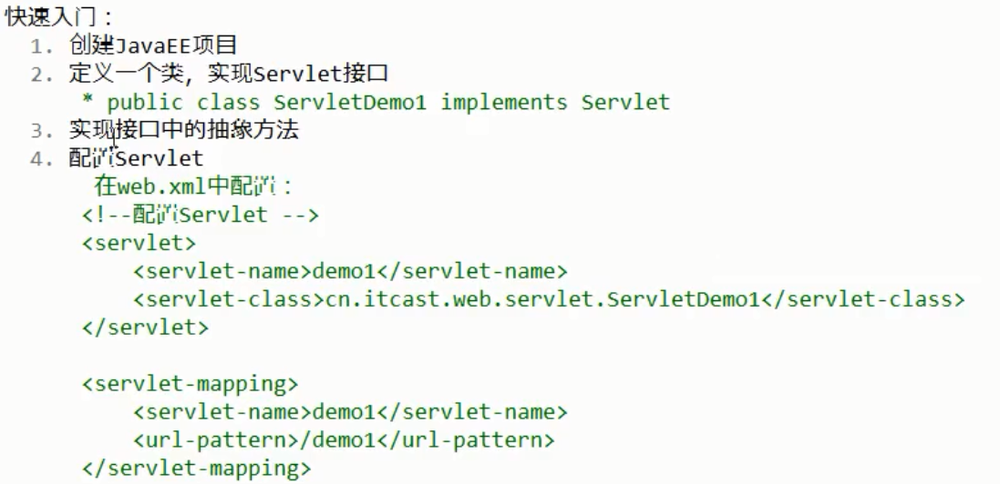 快速入门：
1. 创建JavaEE项目
2. 定义一个类，实现Servlet接口
* public class ServletDemo1 implements Servlet
3. 实现接口中的抽象方法
4. 配置Servlet
在web.xml中配置：
<!--配置Servlet -->
<servlet>
<servlet-name>demo1</servlet-name>
<servlet-class>cn.itcast.web.servlet.ServletDemo1</servlet-class>
</servlet>
<servlet-mapping>
<servlet-name>demo1</servlet-name>
<url-pattern>/demo1</url-pattern>
</servlet-mapping>